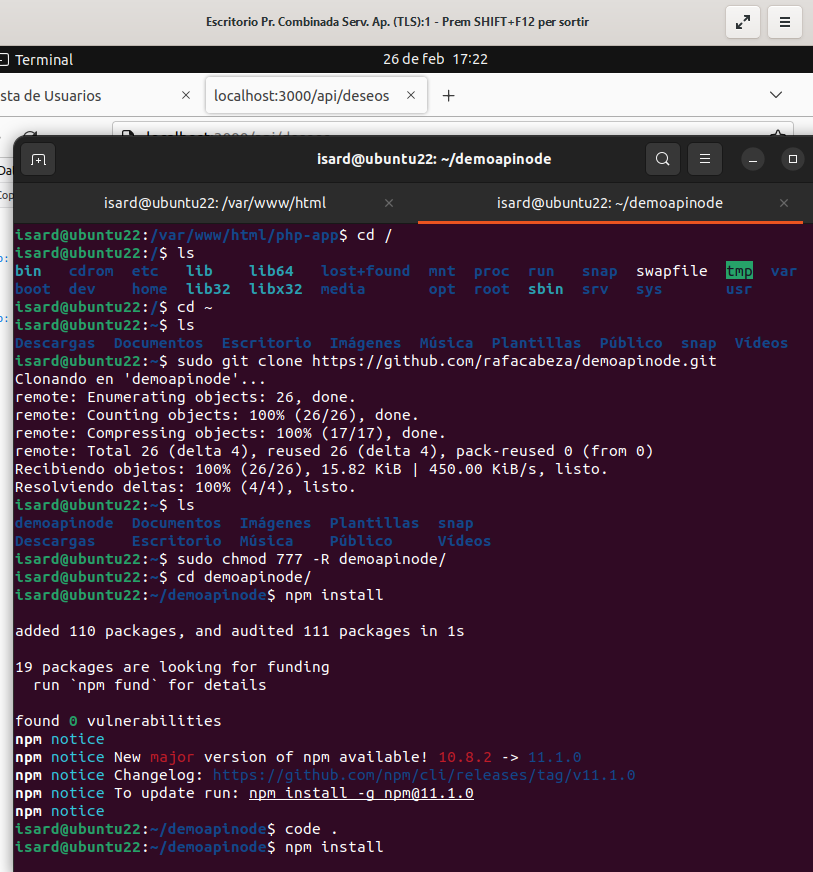 Escritorio Pr. Combinada Serv. Ap. (TLS):1 - Prem SHIFT+F12 per sortir
Terminal
26 de feb 17:22
sta de Usuarios
localhost:3000/api/deseos
isard@ubuntu22: ~/demoapinode
isard@ubuntu22: /var/www/html
isard@ubuntu22: ~/demoapinode
isard@ubuntu22:/var/www/html/php-app$ cd /
isard@ubuntu22:/$ ls
bin cdrom etc lib lib64 lost+found mnt proc run snap swapfile tmp var
boot dev home lib32 libx32 media opt root sbin srv sys usr
isard@ubuntu22:/$ cd ~
isard@ubuntu22:~$ ls
Descargas Documentos Escritorio Imágenes Música Plantillas Público snap Vídeos
isard@ubuntu22:~$ sudo git clone https://github.com/rafacabeza/demoapinode.git
Clonando en 'demoapinode'...
remote: Enumerating objects: 26, done.
remote: Counting objects: 100% (26/26), done.
remote: Compressing objects: 100% (17/17), done.
remote: Total 26 (delta 4), reused 26 (delta 4), pack-reused 0 (from 0)
Recibiendo objetos: 100% (26/26), 15.82 KiB | 450.00 KiB/s, listo.
Resolviendo deltas: 100% (4/4), listo.
isard@ubuntu22:~$ ls
demoapinode Documentos Imágenes Plantillas snap
Descargas Escritorio Música Público Vídeos
isard@ubuntu22:~$ sudo chmod 777 -R demoapinode/
isard@ubuntu22:~$ cd demoapinode/
isard@ubuntu22:~/demoapinode$ npm install
added 110 packages, and audited 111 packages in 1s
19 packages are looking for funding
run `npm fund` for details
found 0 vulnerabilities
npm notice
npm notice New major version of npm available! 10.8.2 -> 11.1.0
npm notice Changelog: https://github.com/npm/cli/releases/tag/v11.1.0
npm notice To update run: npm install -g npm@11.1.0
npm notice
isard@ubuntu22:~/demoapinode$ code .
isard@ubuntu22:~/demoapinode$ npm install